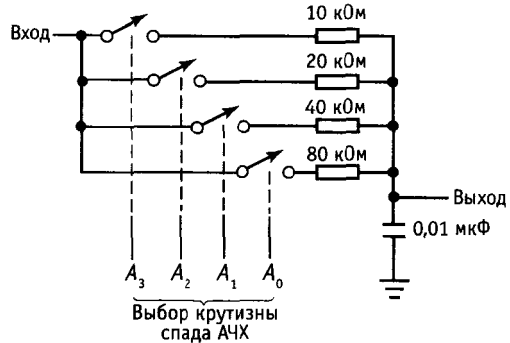 10 кОм
Вход
20 кОм
40 кОм
80 кОм
Выход
0,01 мкФ
A₃ A₂ A₁ A₀
Выбор крутизны
спада АЧХ